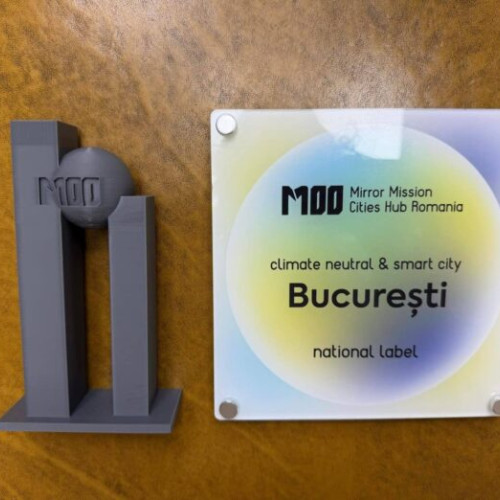 M00
M00 Mirror Mission
Cities Hub Romania
climate neutral & smart city
București
national label